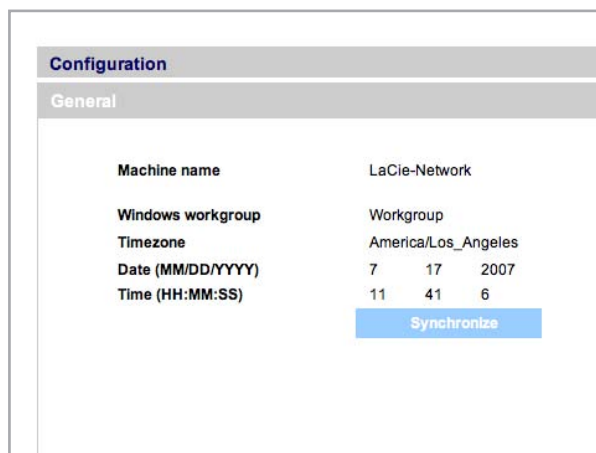 Configuration
General
Machine name LaCie-Network
Windows workgroup Workgroup
Timezone America/Los_Angeles
Date (MM/DD/YYYY) 7 17 2007
Time (HH:MM:SS) 11 41 6
Synchronize